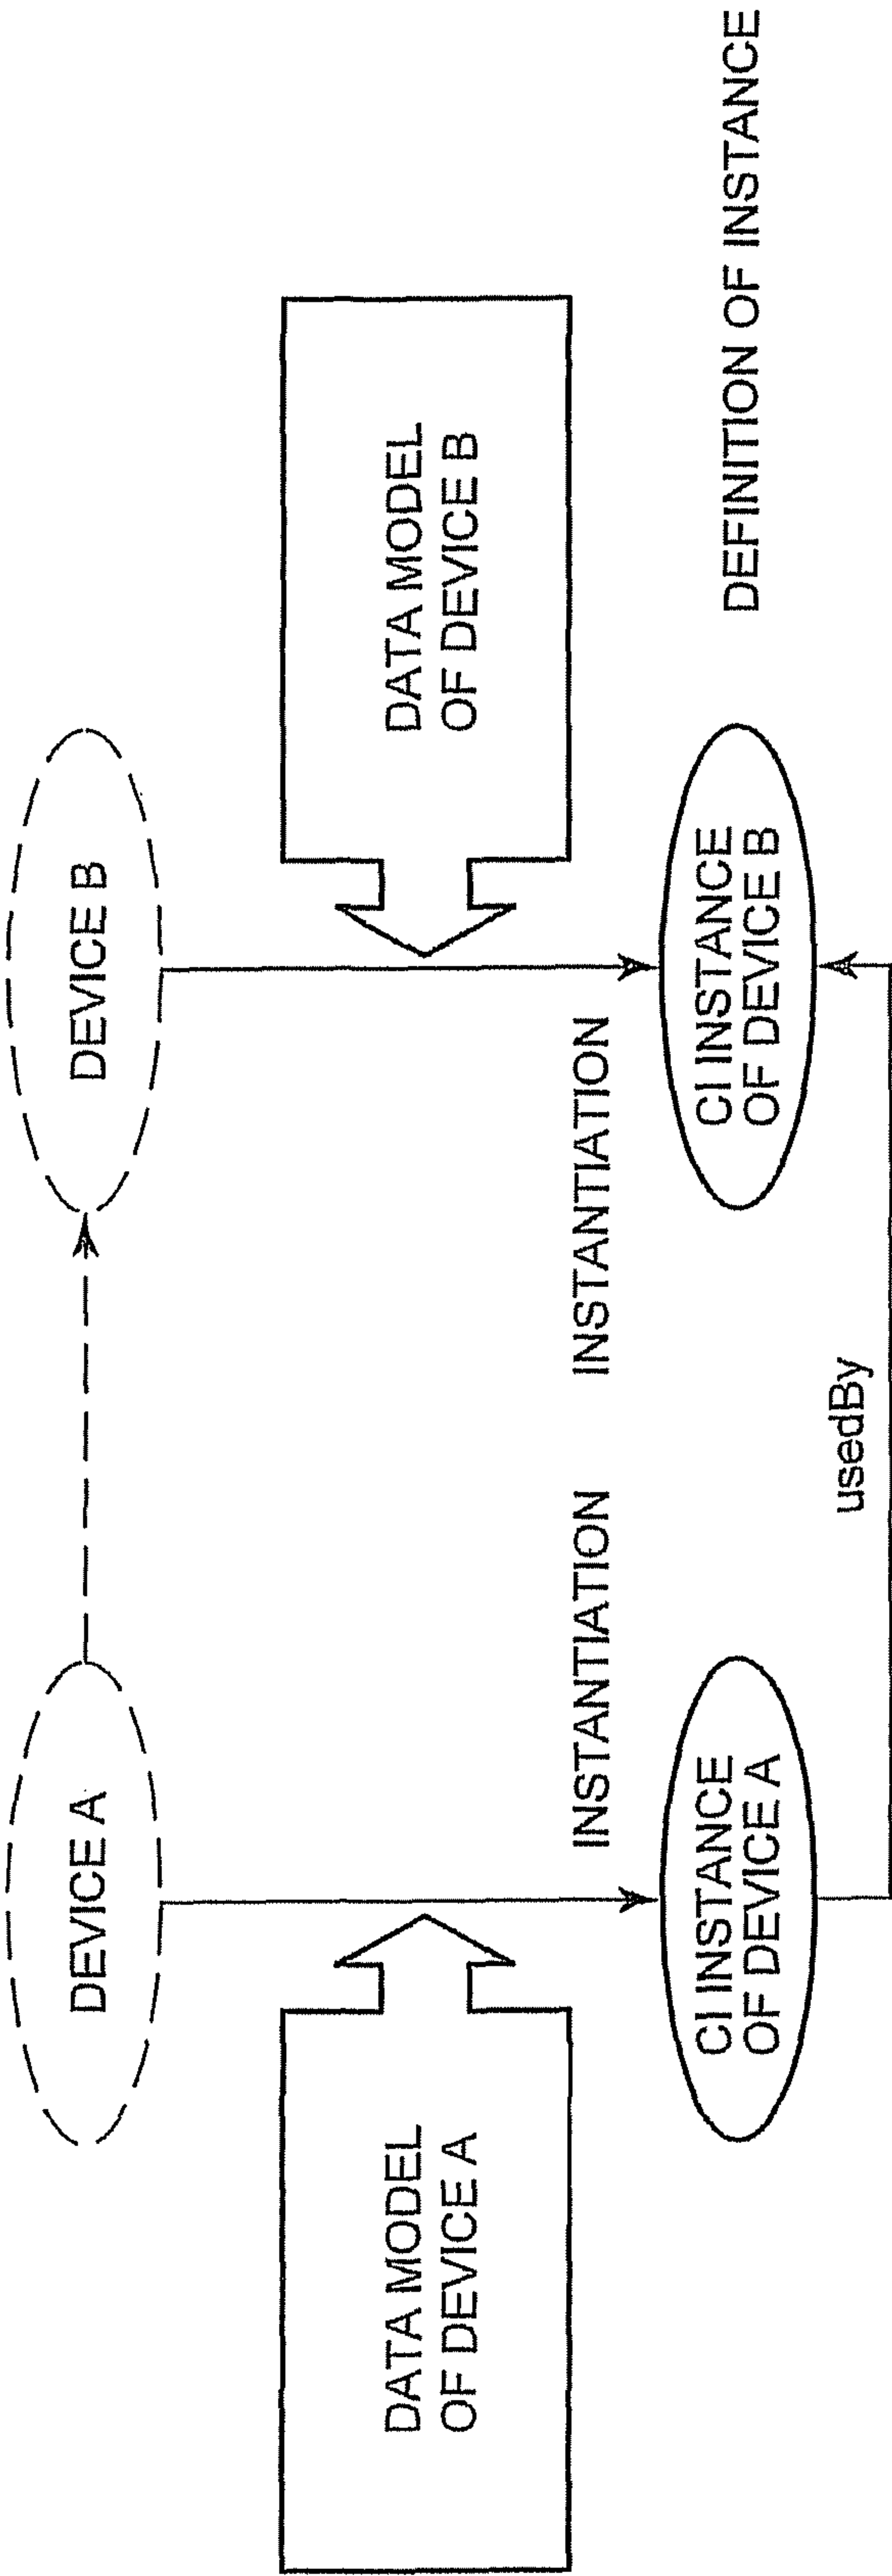 DEVICE A
DEVICE B
DATA MODEL
OF DEVICE A
DATA MODEL
OF DEVICE B
INSTANTIATION
INSTANTIATION
CI INSTANCE
OF DEVICE A
CI INSTANCE
OF DEVICE B
DEFINITION OF INSTANCE
usedBy